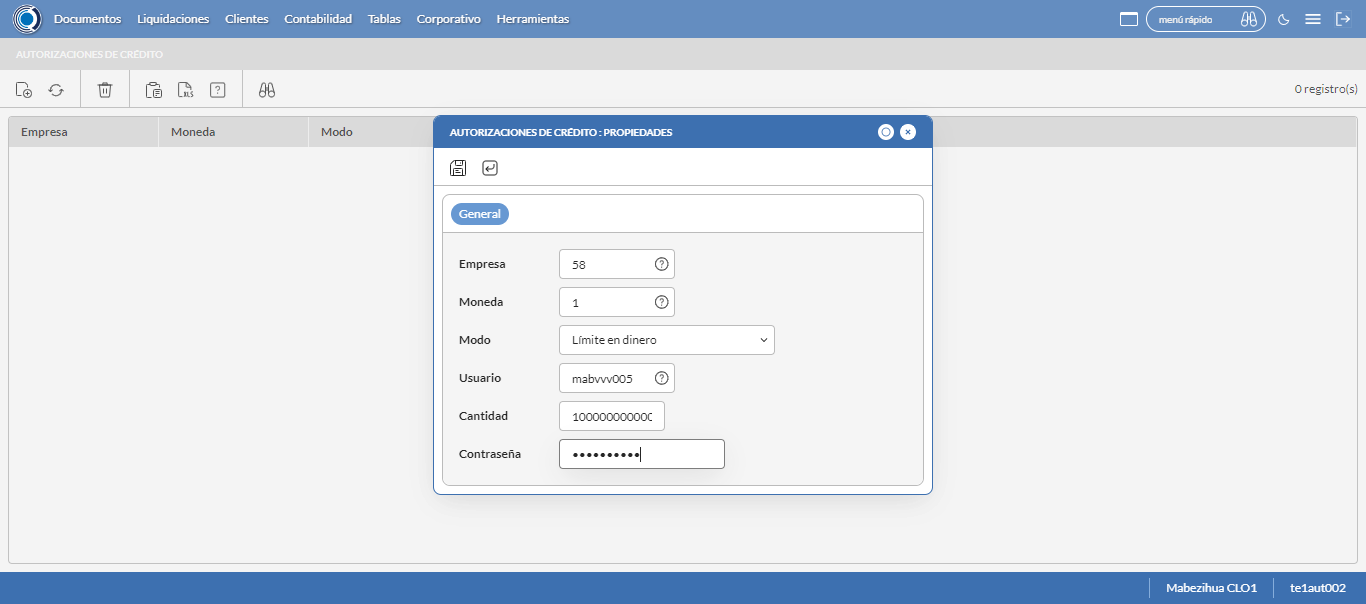 Documentos Liquidaciones Clientes Contabilidad Tablas Corporativo Herramientas menú rápido
AUTORIZACIONES DE CRÉDITO
XLS ? 0 registro(s)
Empresa Moneda Modo
AUTORIZACIONES DE CRÉDITO : PROPIEDADES
General
Empresa 58 ?
Moneda 1 ?
Modo Límite en dinero
Usuario mabvvv005 ?
Cantidad 100000000000
Contraseña ••••••••••
Mabezihua CLO1 te1aut002